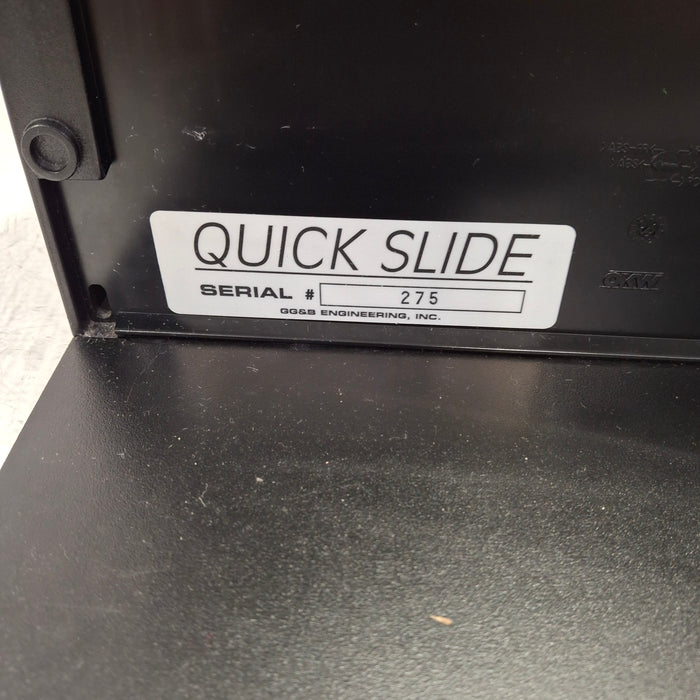 QUICK SLIDE
SERIAL # 275
GG&B ENGINEERING, INC.